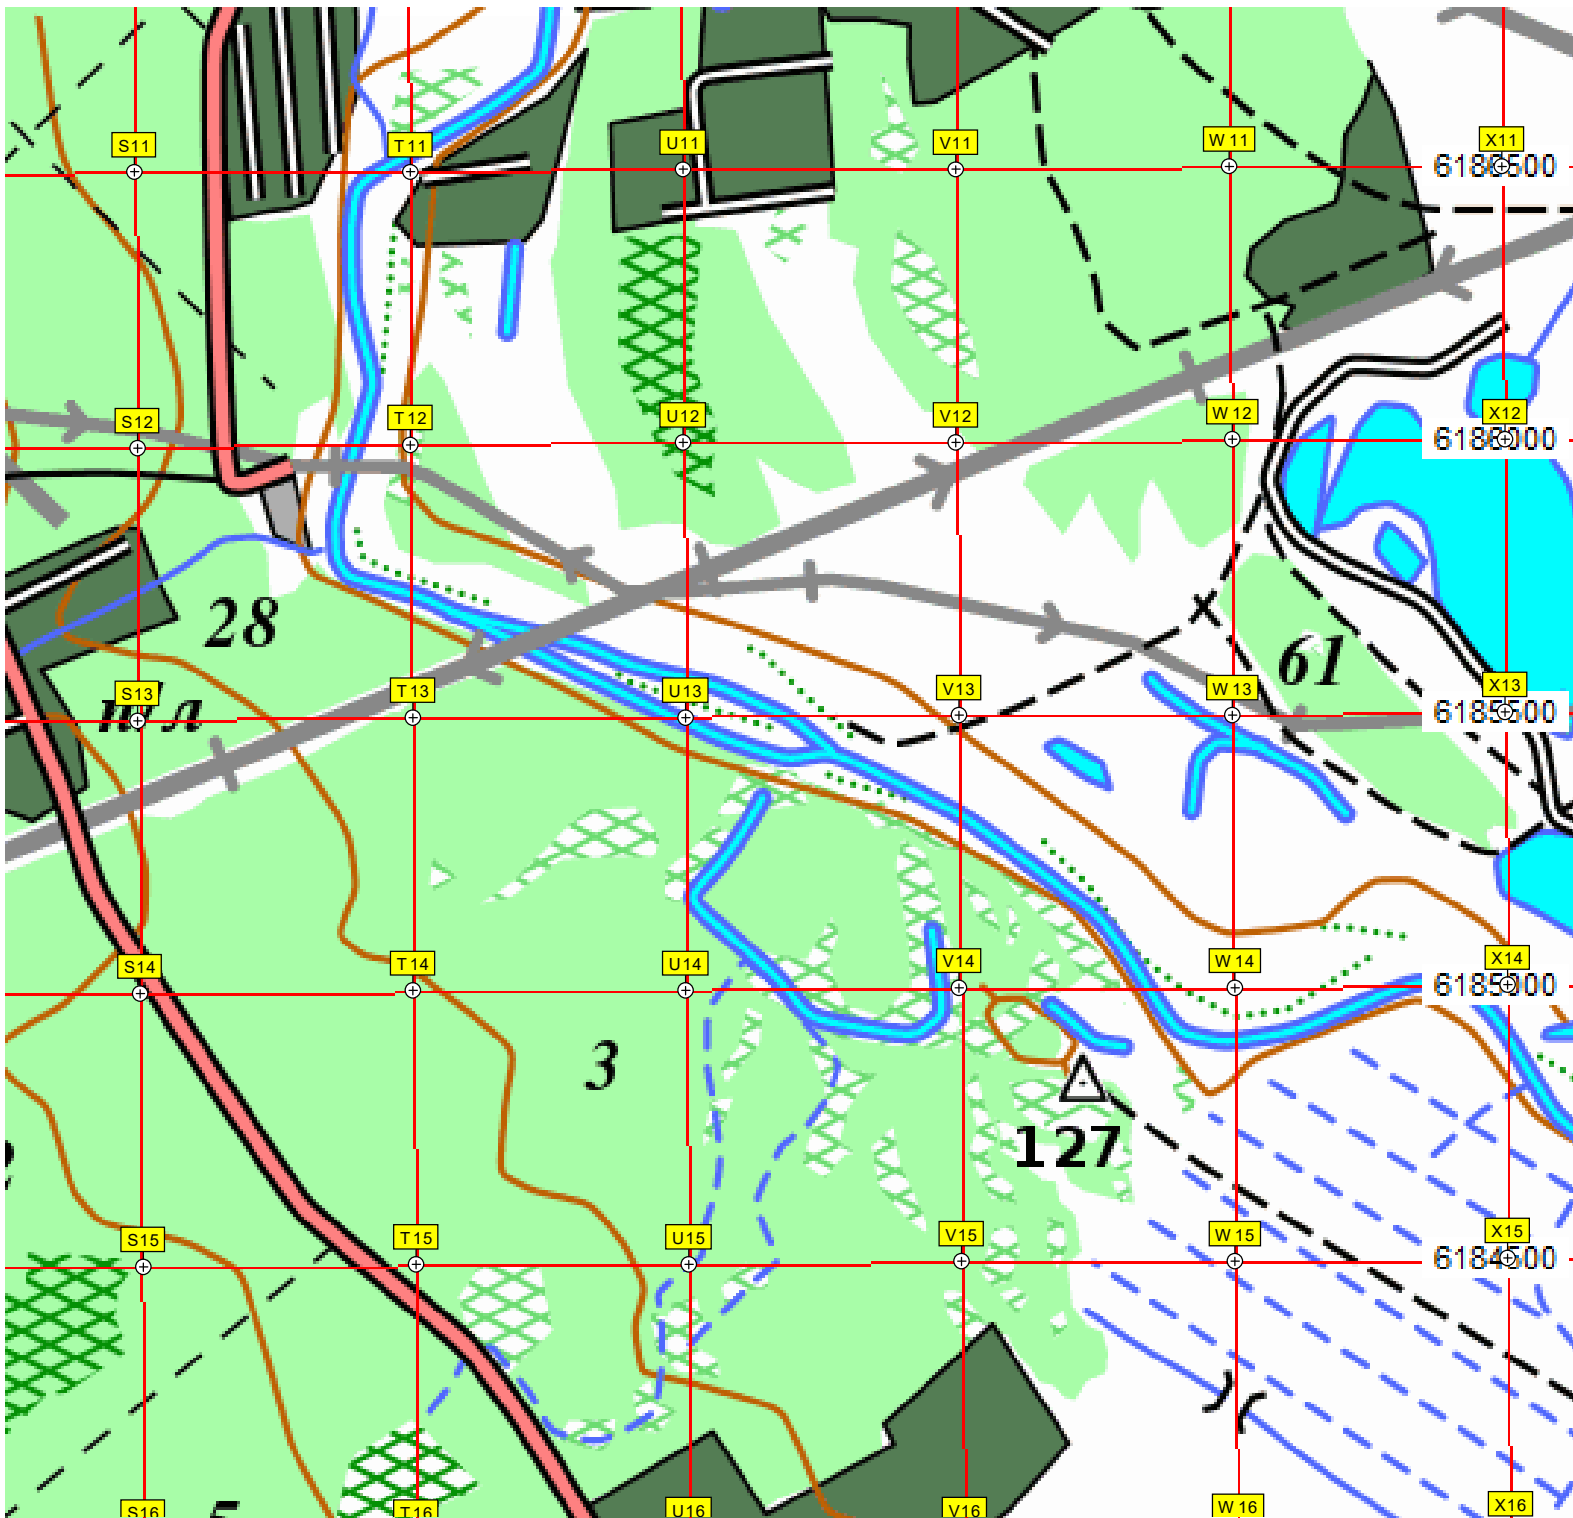 S11 T11 U11 V11 W11 X11 6186500
S12 T12 U12 V12 W12 X12 6186000
28
61
S13 T13 U13 V13 W13 X13 6185500
пл
S14 T14 U14 V14 W14 X14 6185000
3
127
S15 T15 U15 V15 W15 X15 6184500
S16 T16 U16 V16 W16 X16